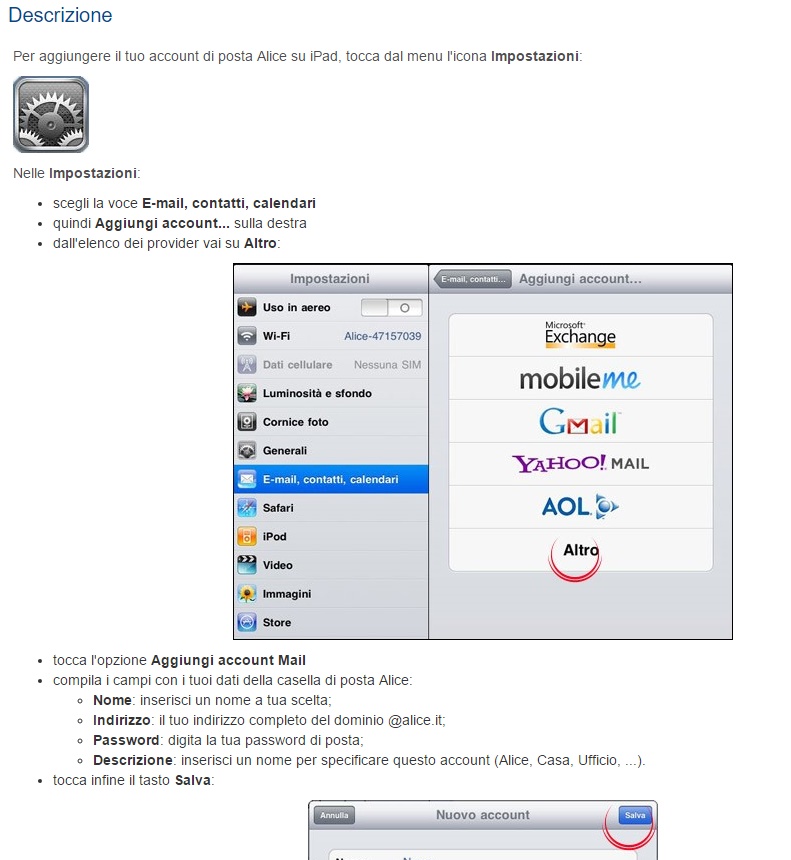 Descrizione
Per aggiungere il tuo account di posta Alice su iPad, tocca dal menu l'icona Impostazioni:
Nelle Impostazioni:
scegli la voce E-mail, contatti, calendari
quindi Aggiungi account... sulla destra
dall'elenco dei provider vai su Altro:
Impostazioni
E-mail, contatti...
Aggiungi account...
Uso in aereo
Wi-Fi Alice-47157039
Dati cellulare Nessuna SIM
Luminosità e sfondo
Cornice foto
Generali
E-mail, contatti, calendari
Safari
iPod
Video
Immagini
Store
Microsoft
Exchange
mobileme
Gmail
YAHOO! MAIL
AOL
Altro
tocca l'opzione Aggiungi account Mail
compila i campi con i tuoi dati della casella di posta Alice:
Nome: inserisci un nome a tua scelta;
Indirizzo: il tuo indirizzo completo del dominio @alice.it;
Password: digita la tua password di posta;
Descrizione: inserisci un nome per specificare questo account (Alice, Casa, Ufficio, ...).
tocca infine il tasto Salva:
Annulla Nuovo account Salva